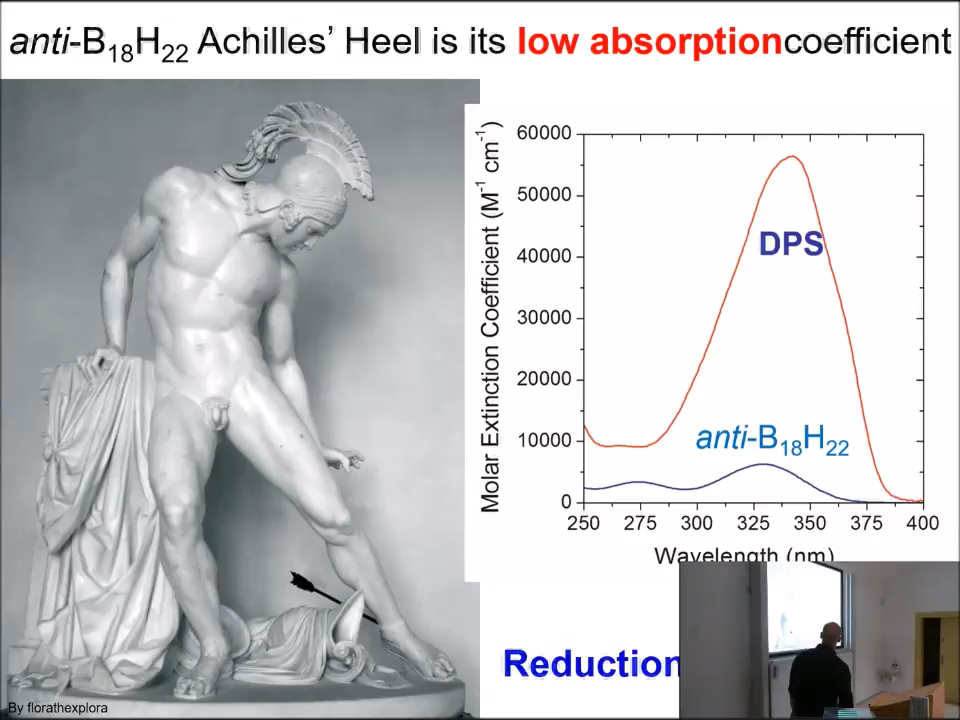 anti-B18H22 Achilles' Heel is its low absorptioncoefficient
Molar Extinction Coefficient (M-1 cm-1)
60000
50000
40000
30000
20000
10000
0
DPS
anti-B18H22
250 275 300 325 350 375 400
Wavelength (nm)
Reduction
By florathexplora